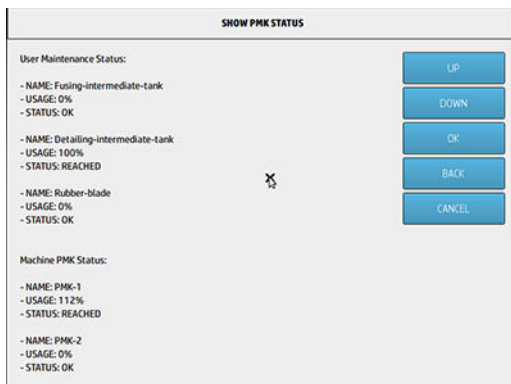 SHOW PMK STATUS
User Maintenance Status:
- NAME: Fusing-intermediate-tank
- USAGE: 0%
- STATUS: OK
- NAME: Detailing-intermediate-tank
- USAGE: 100%
- STATUS: REACHED
- NAME: Rubber-blade
- USAGE: 0%
- STATUS: OK
Machine PMK Status:
- NAME: PMK-1
- USAGE: 112%
- STATUS: REACHED
- NAME: PMK-2
- USAGE: 0%
- STATUS: OK
UP
DOWN
OK
BACK
CANCEL